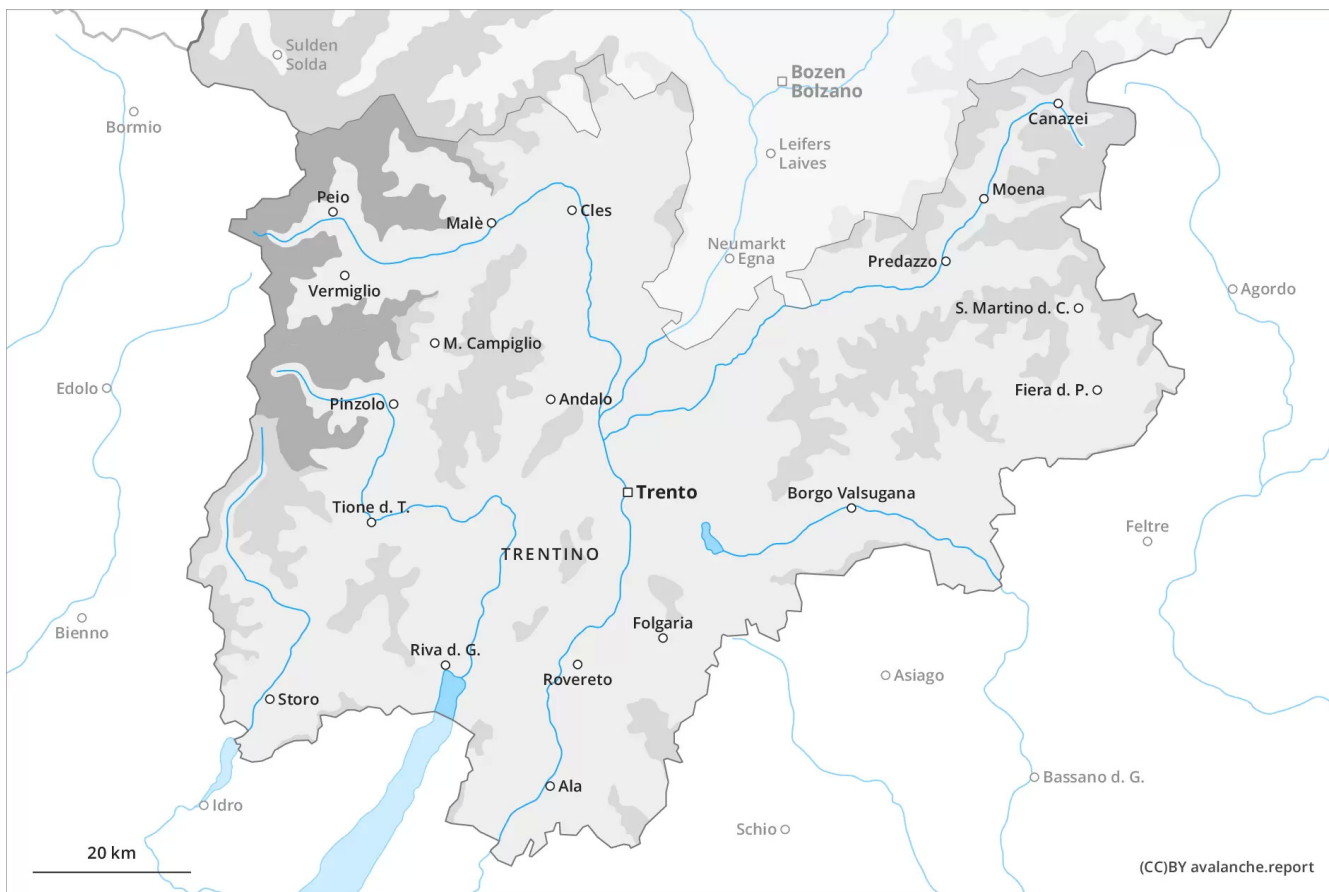 Sulden
Solda
Bozen
Bolzano
Bormio
Canazei
Leifers
Laives
Moena
Peio
Malè
Cles
Neumarkt
Egna
Predazzo
Vermiglio
Agordo
S. Martino d. C.
M. Campiglio
Edolo
Andalo
Fiera d. P.
Pinzolo
Trento
Borgo Valsugana
Tione d. T.
Feltre
TRENTINO
Bienno
Folgaria
Riva d. G.
Rovereto
Asiago
Storo
Bassano d. G.
Ala
Idro
Schio
20 km
(CC)BY avalanche.report